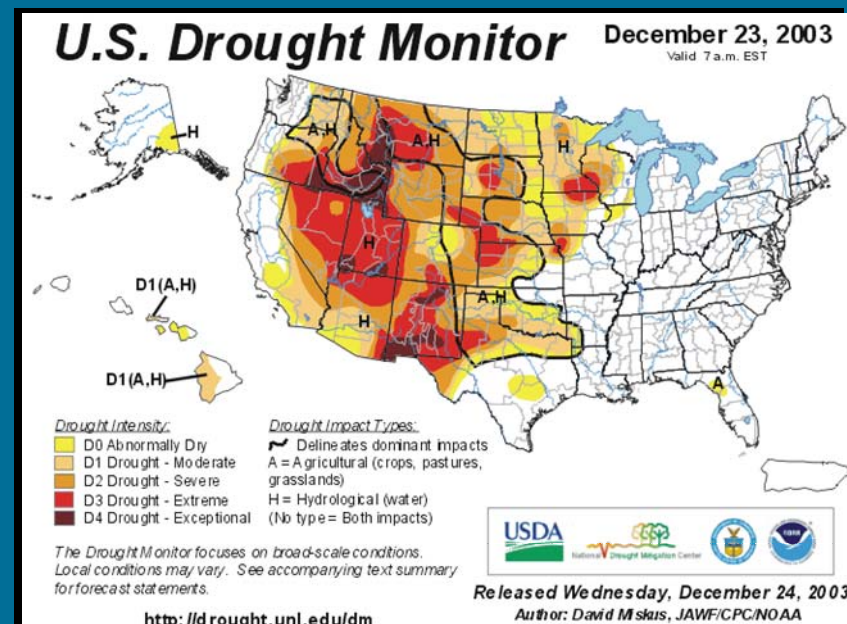 U.S. Drought Monitor
December 23, 2003
Valid 7 a.m. EST
H
A,H
A,H
H
H
A,H
H
A
D1(A,H)
D1(A,H)
Drought Intensity:
D0 Abnormally Dry
D1 Drought - Moderate
D2 Drought - Severe
D3 Drought - Extreme
D4 Drought - Exceptional
Drought Impact Types:
Delineates dominant impacts
A = Agricultural (crops, pastures,
grasslands)
H = Hydrological (water)
(No type = Both impacts)
The Drought Monitor focuses on broad-scale conditions.
Local conditions may vary. See accompanying text summary
for forecast statements.
http://drought.unl.edu/dm
USDA
National Drought Mitigation Center
Released Wednesday, December 24, 2003
Author: David Miskus, JAWF/CPC/NOAA